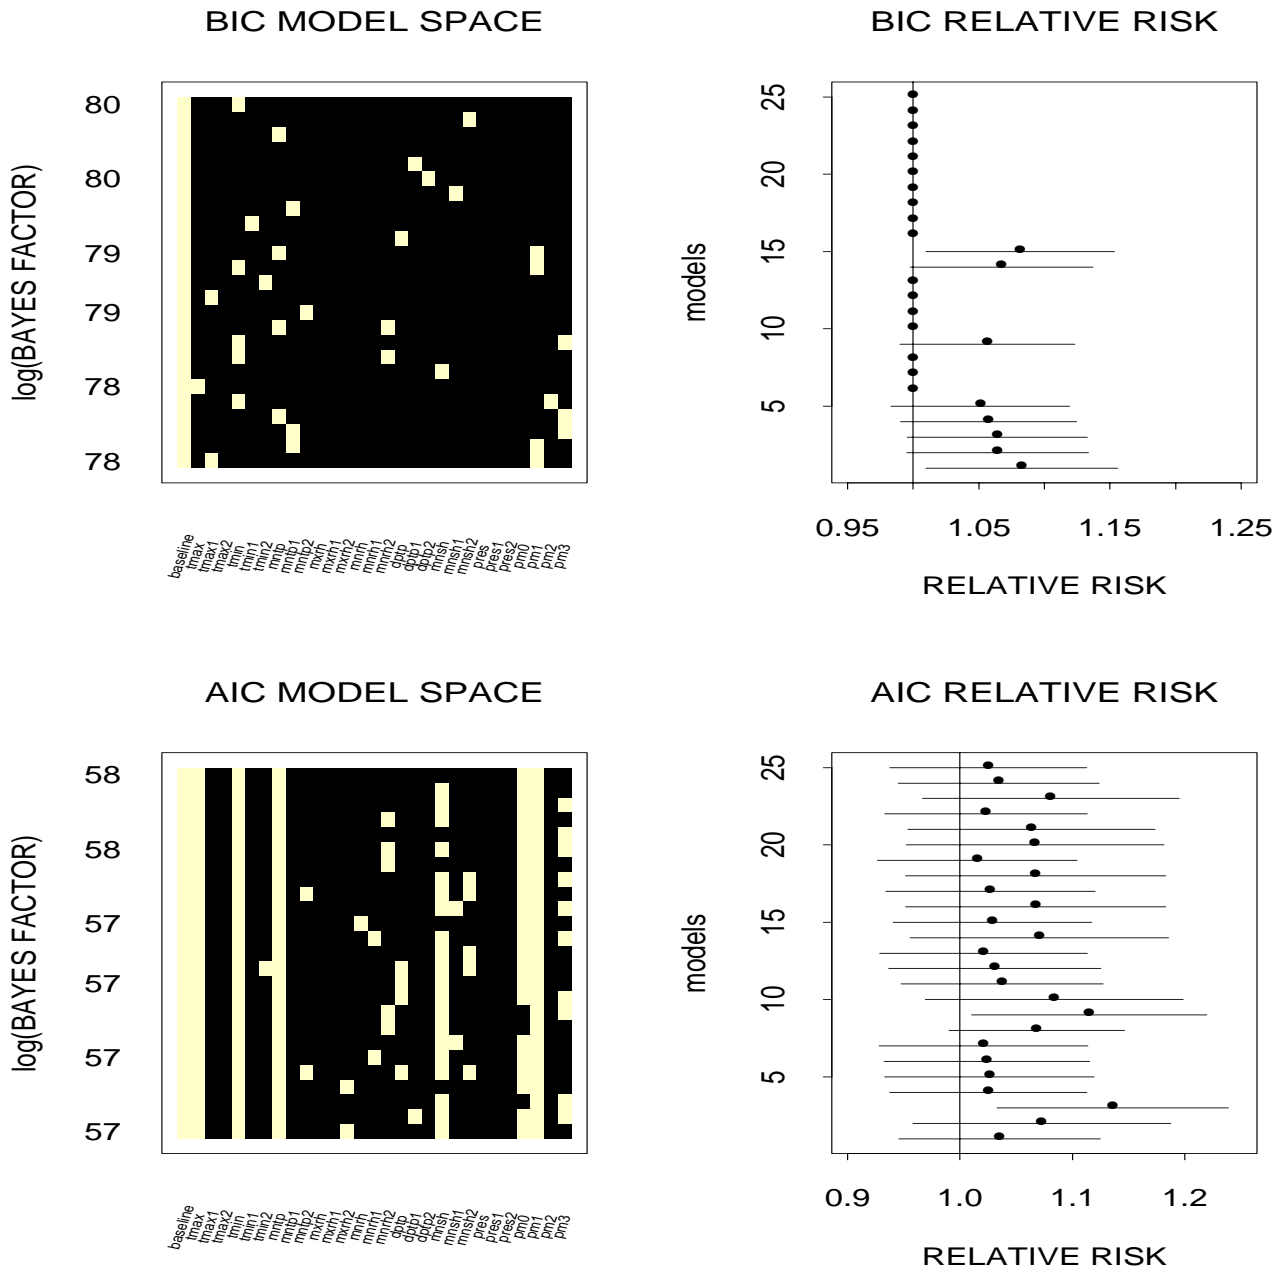 BIC MODEL SPACE
log(BAYES FACTOR)
80
80
79
79
78
78
baseline
tmax
tmax1
tmax2
tmin
tmin1
tmin2
mntp
mntp1
mntp2
mxrh
mxrh1
mxrh2
mnrh
mnrh1
mnrh2
dptp
dptp1
dptp2
mnsh
mnsh1
mnsh2
pres
pres1
pres2
pm0
pm1
pm2
pm3
BIC RELATIVE RISK
models
25
20
15
10
5
0.95 1.05 1.15 1.25
RELATIVE RISK
AIC MODEL SPACE
log(BAYES FACTOR)
58
58
57
57
57
57
baseline
tmax
tmax1
tmax2
tmin
tmin1
tmin2
mntp
mntp1
mntp2
mxrh
mxrh1
mxrh2
mnrh
mnrh1
mnrh2
dptp
dptp1
dptp2
mnsh
mnsh1
mnsh2
pres
pres1
pres2
pm0
pm1
pm2
pm3
AIC RELATIVE RISK
models
25
20
15
10
5
0.9 1.0 1.1 1.2
RELATIVE RISK